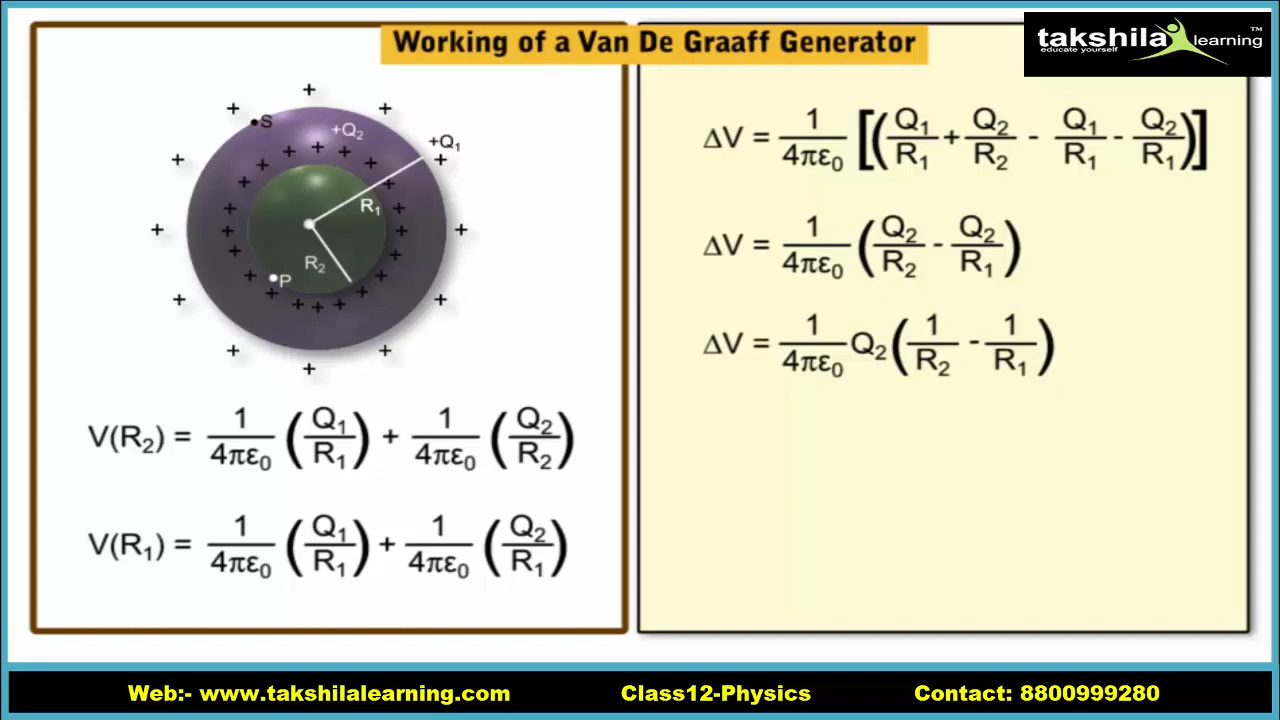 Working of a Van De Graaff Generator
takshila learning ™
educate yourself
S
+Q₂
+Q₁
R₁
R₂
P
V(R₂) = 1/4πε₀ (Q₁/R₁) + 1/4πε₀ (Q₂/R₂)
V(R₁) = 1/4πε₀ (Q₁/R₁) + 1/4πε₀ (Q₂/R₁)
ΔV = 1/4πε₀ [(Q₁/R₁ + Q₂/R₂ - Q₁/R₁ - Q₂/R₁)]
ΔV = 1/4πε₀ (Q₂/R₂ - Q₂/R₁)
ΔV = 1/4πε₀ Q₂ (1/R₂ - 1/R₁)
Web:- www.takshilalearning.com Class12-Physics Contact: 8800999280